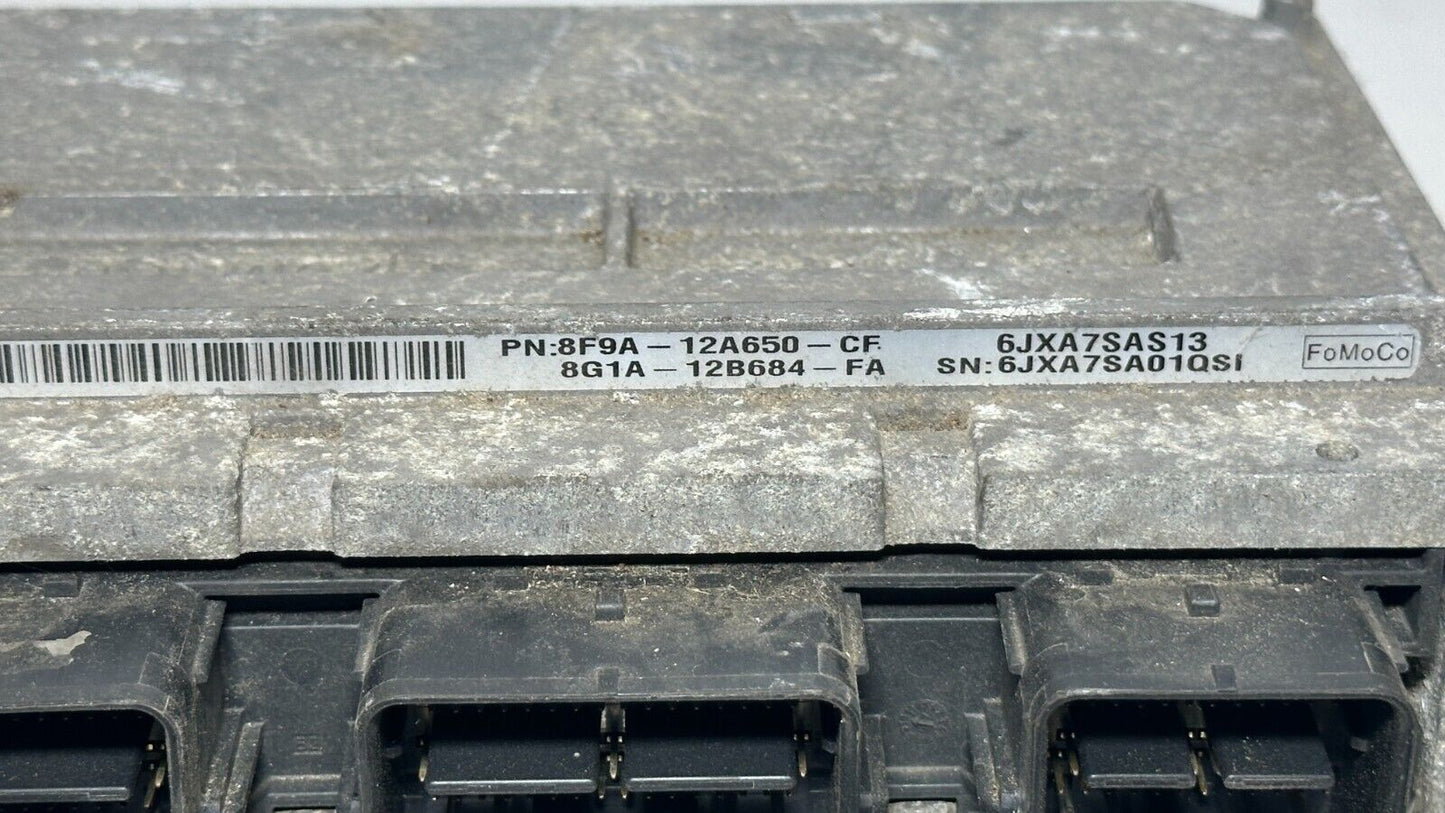 PN:8F9A-12A650-CF 6JXA7SAS13
8G1A-12B684-FA SN:6JXA7SA01QSI
FoMoCo